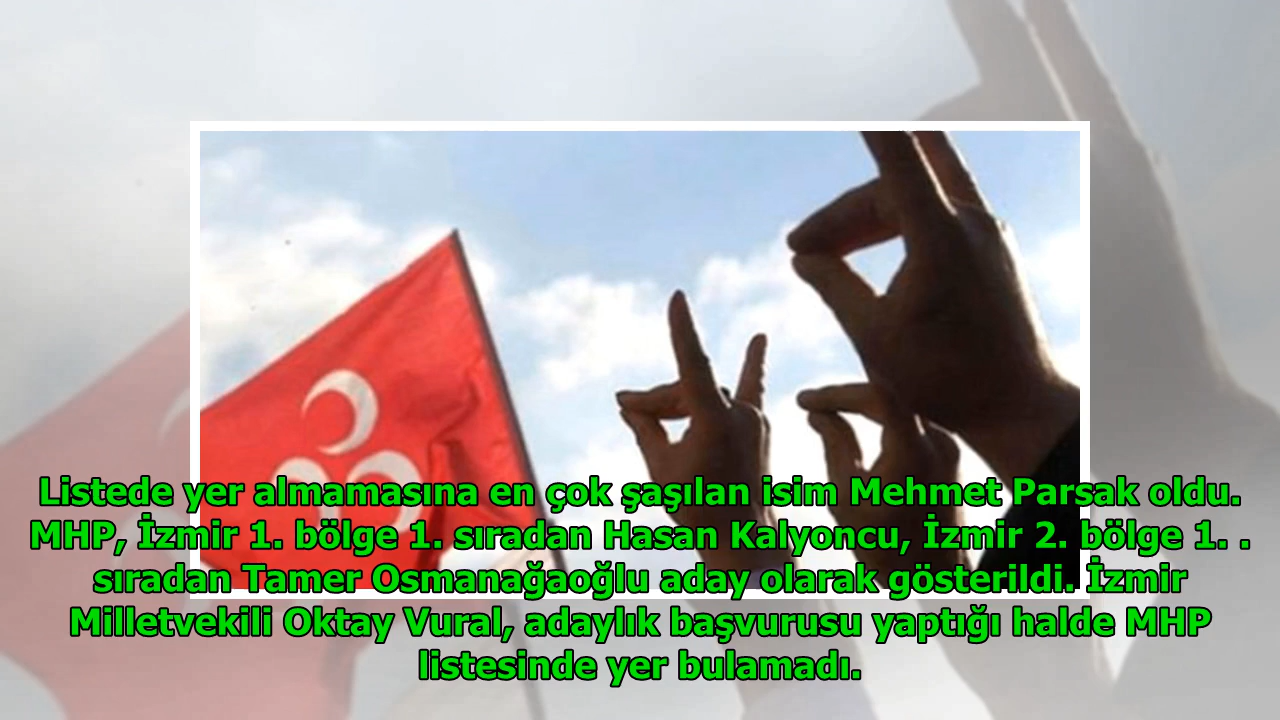 Listede yer almamasına en çok şaşılan isim Mehmet Parsak oldu.
MHP, İzmir 1. bölge 1. sıradan Hasan Kalyoncu, İzmir 2. bölge 1. .
sıradan Tamer Osmanağaoğlu aday olarak gösterildi. İzmir
Milletvekili Oktay Vural, adaylık başvurusu yaptığı halde MHP
listesinde yer bulamadı.